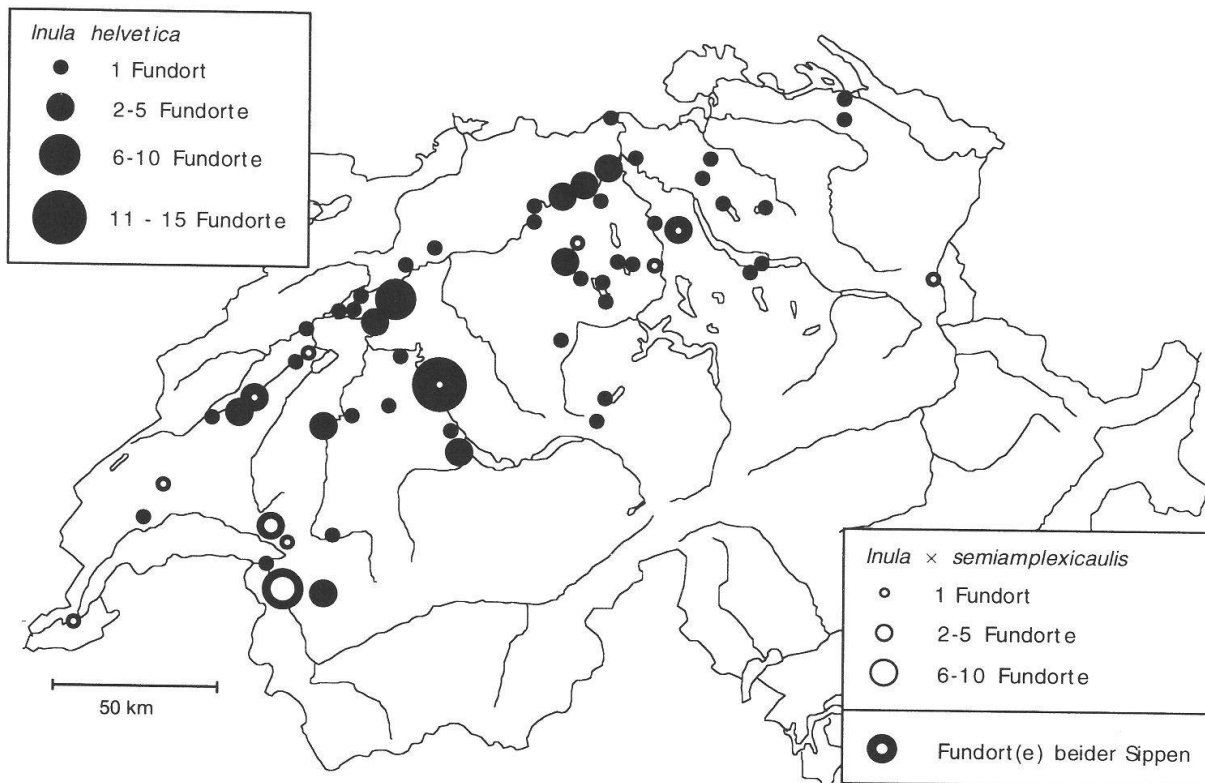 Inula helvetica
1 Fundort
2-5 Fundorte
6-10 Fundorte
11 - 15 Fundorte
50 km
Inula × semiamplexicaulis
1 Fundort
2-5 Fundorte
6-10 Fundorte
Fundort(e) beider Sippen